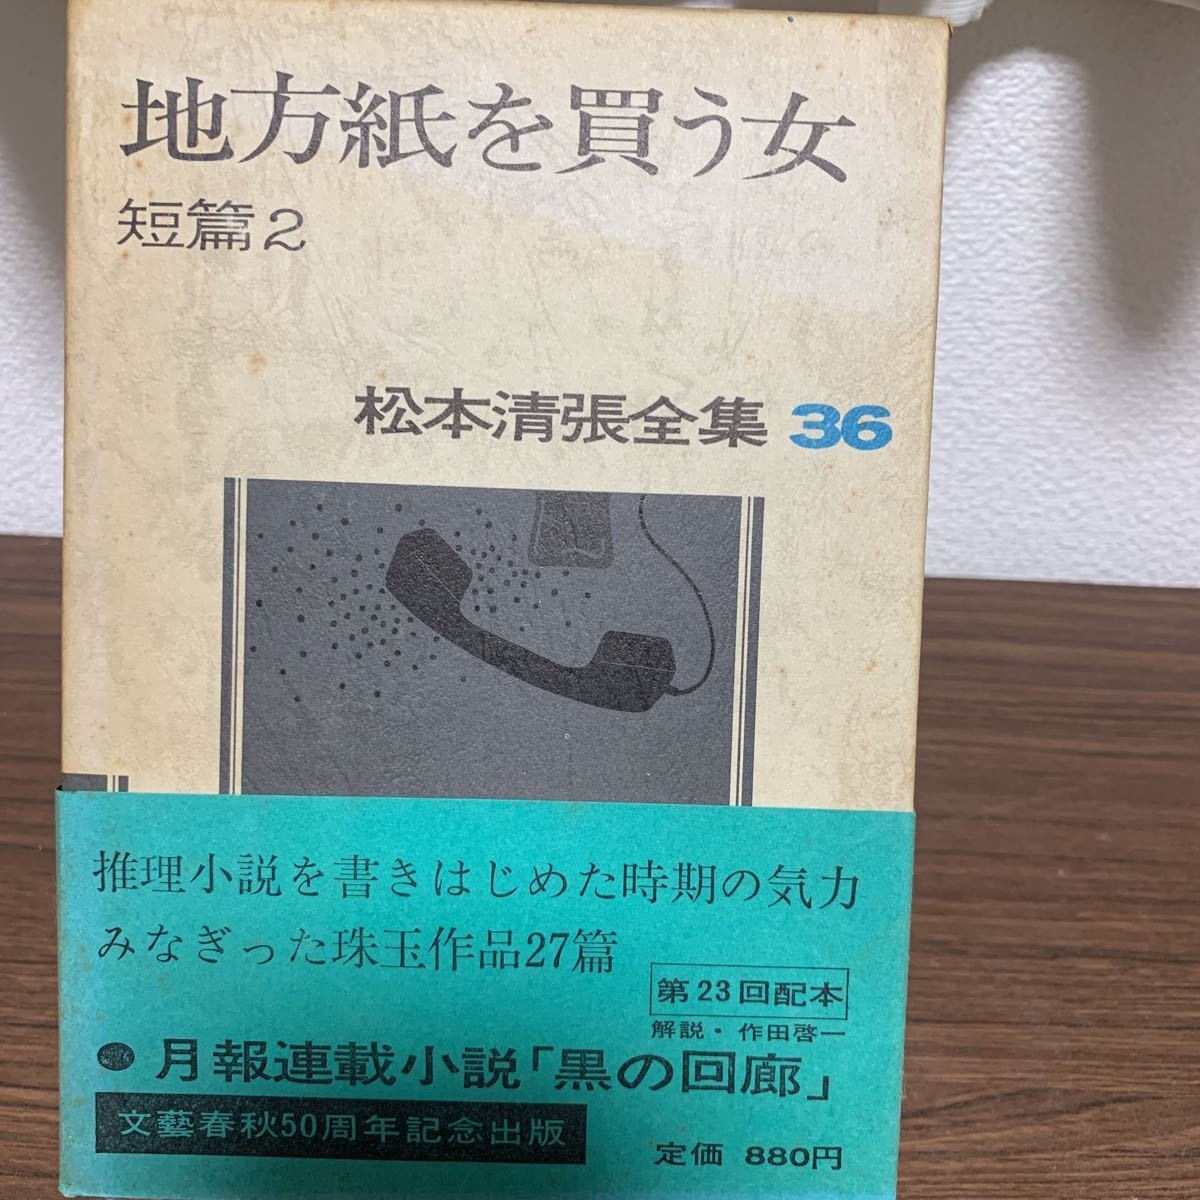 地方紙を買う女
短篇2
松本清張全集 36
推理小説を書きはじめた時期の気力
みなぎった珠玉作品27篇
第23回配本
解説・作田啓一
●月報連載小説「黒の回廊」
文藝春秋50周年記念出版
定価 880円